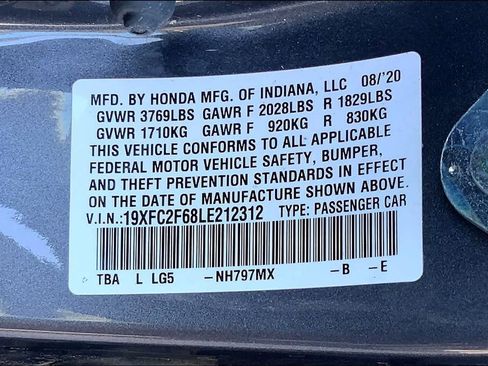 MFD. BY HONDA MFG. OF INDIANA, LLC 08/'20
GVWR 3769LBS GAWR F 2028LBS R 1829LBS
GVWR 1710KG GAWR F 920KG R 830KG
THIS VEHICLE CONFORMS TO ALL APPLICABLE
FEDERAL MOTOR VEHICLE SAFETY, BUMPER,
AND THEFT PREVENTION STANDARDS IN EFFECT
ON THE DATE OF MANUFACTURE SHOWN ABOVE.
V.I.N.:19XFC2F68LE212312 TYPE: PASSENGER CAR
TBA L LG5 -NH797MX -B -E